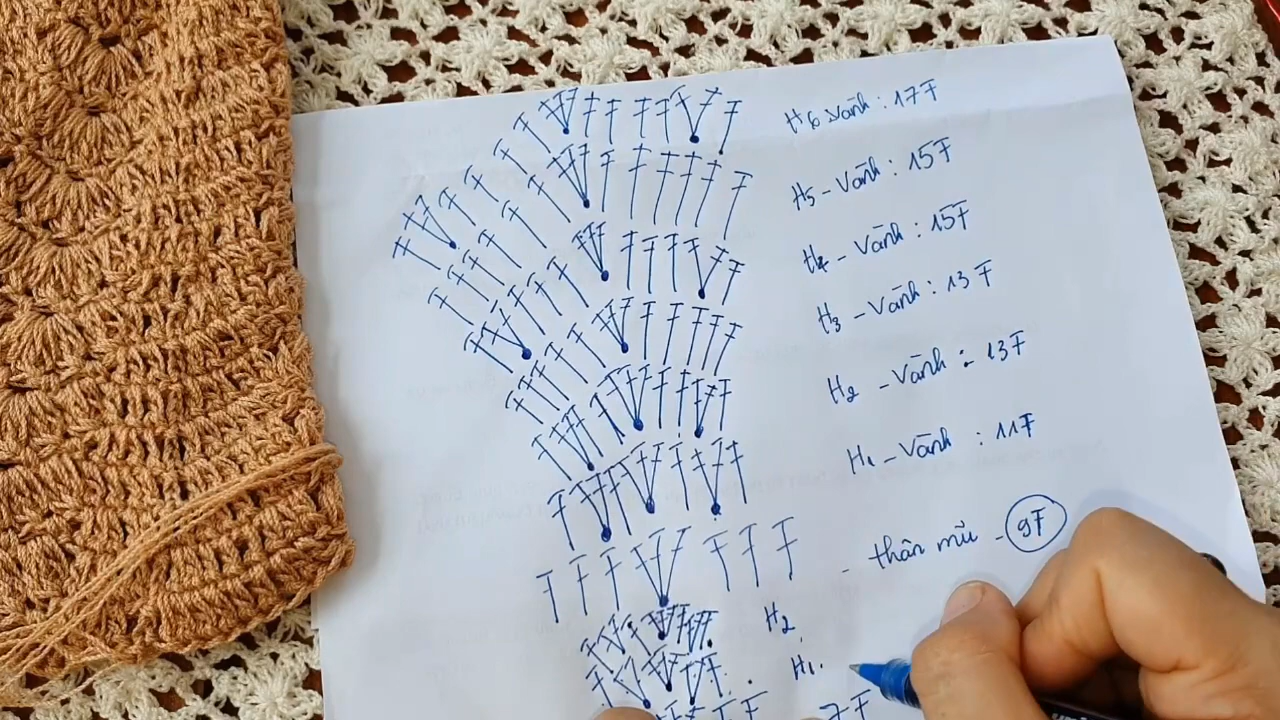 H6 vành : 17F
H5 - vành : 15F
H4 - vành : 15F
H3 - vành : 13F
H2 - vành : 13F
H1 - vành : 11F
- thân mũ - 9F
H2
H1.
7F